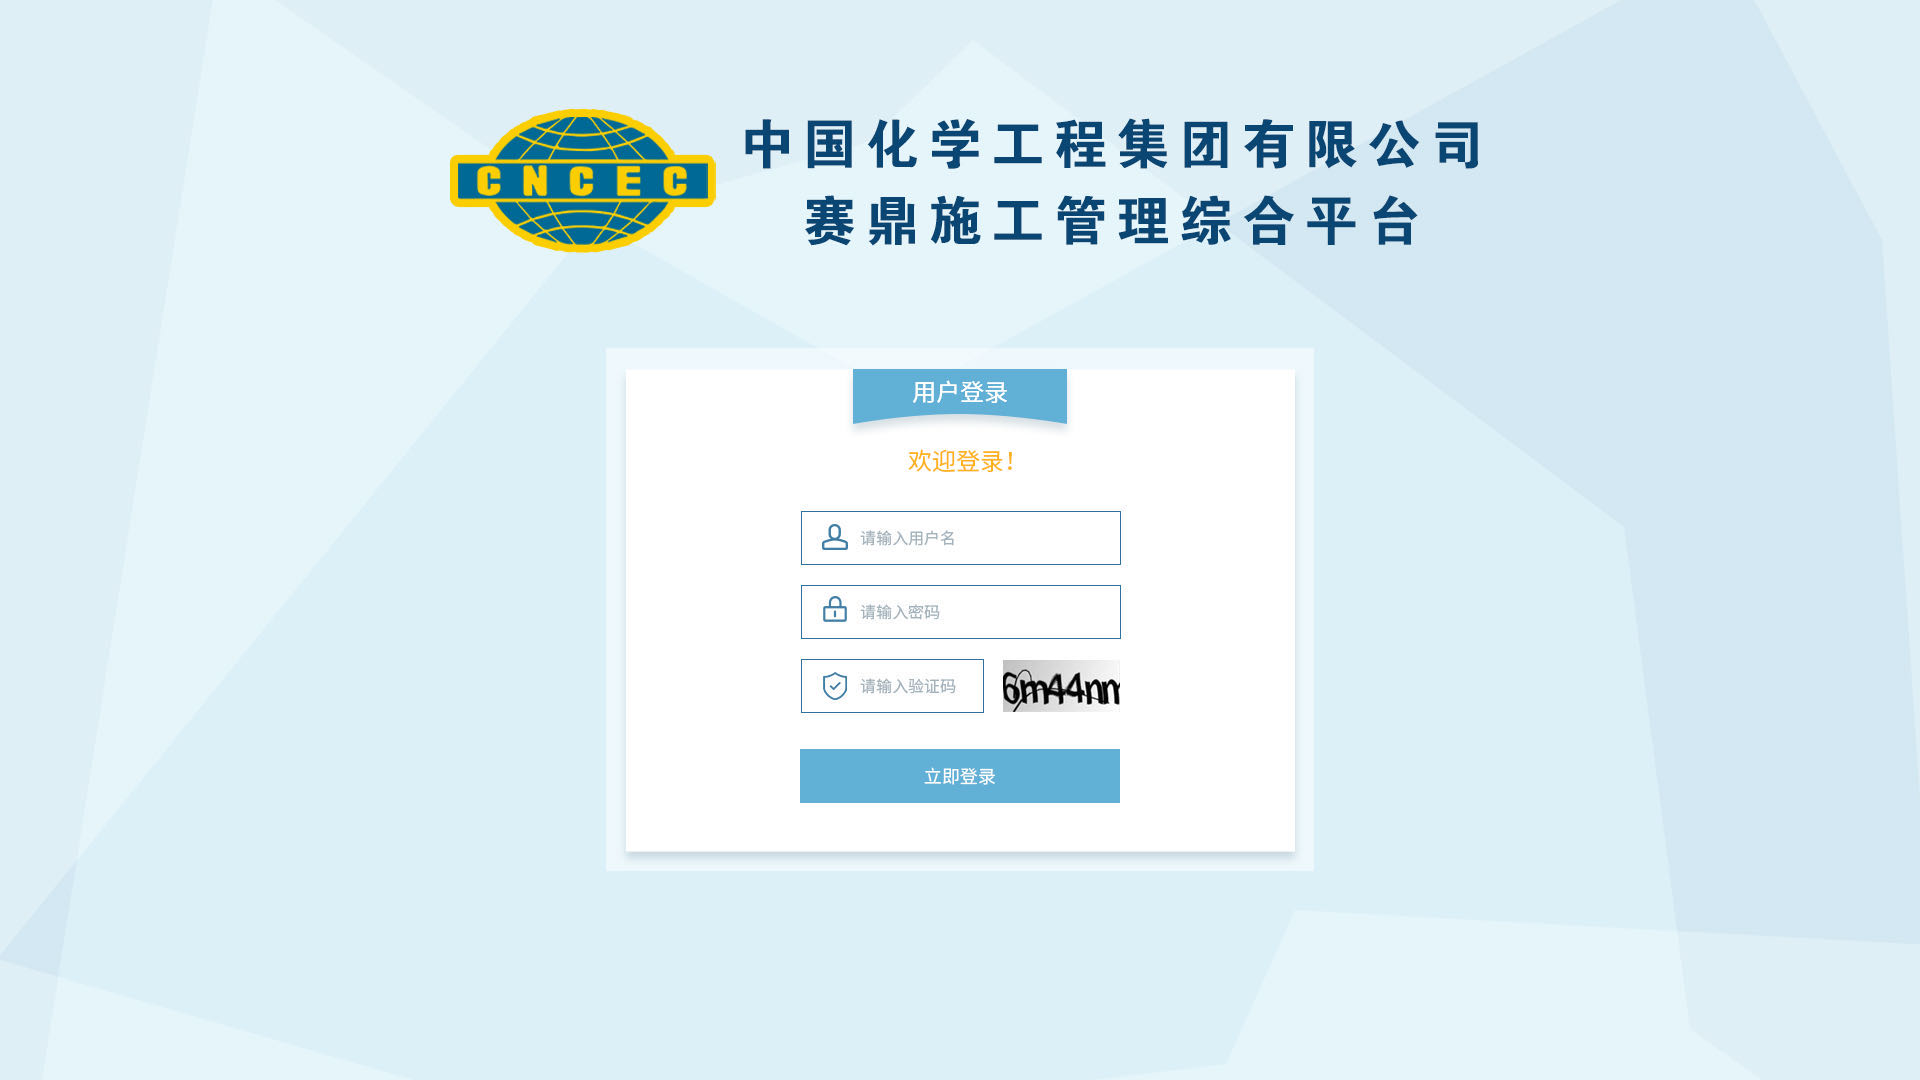 CNCEC
中国化学工程集团有限公司
赛鼎施工管理综合平台
用户登录
欢迎登录！
请输入用户名
请输入密码
请输入验证码
6m44nm
立即登录